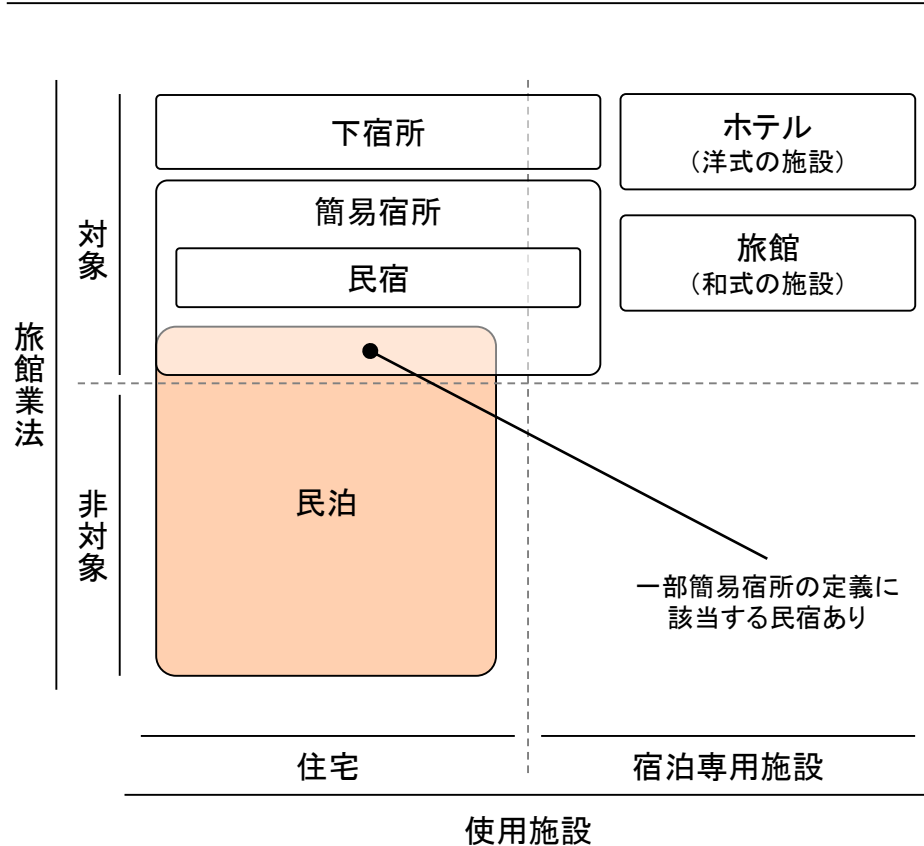 下宿所
ホテル
（洋式の施設）
簡易宿所
旅館
（和式の施設）
民宿
対象
旅館業法
非対象
民泊
一部簡易宿所の定義に
該当する民宿あり
住宅
宿泊専用施設
使用施設